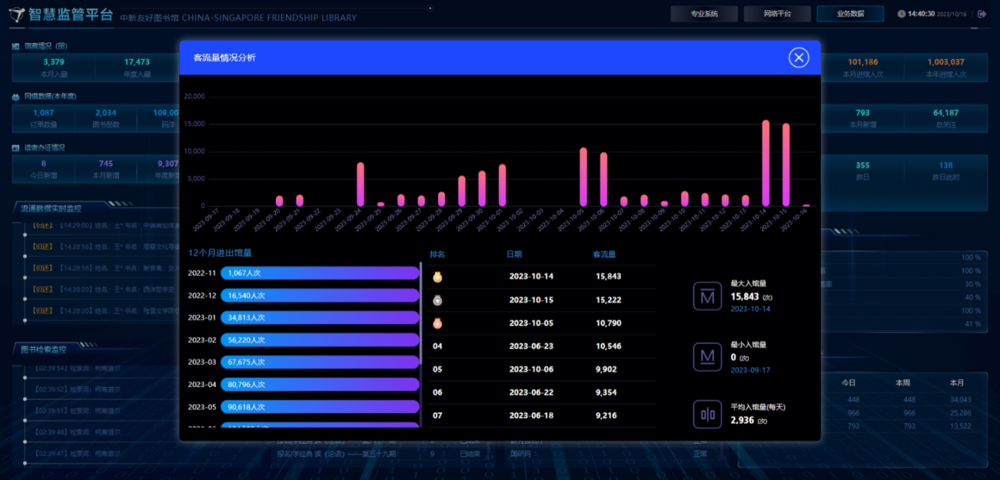 智慧监管平台 中新友好图书馆 CHINA-SINGAPORE FRIENDSHIP LIBRARY
专业系统 网络平台 业务数据 14:40:30 2023/10/16
馆藏情况 (册)
3,379 17,473
本月入藏 年度入藏
101,186 1,003,037
本月进馆人次 本年进馆人次
网借数据(本年度)
1,087 2,034 109,00
订单数量 图书册数 码洋
793 64,187
本月新增 总关注
读者办证情况
8 745 9,307
今日新增 本月新增 年度新增
355 138
昨日 昨日此时
流通数据实时监控
【归还】【14:29:00】姓名: 王* 书名:
【归还】【14:28:58】姓名: 王* 书名:
【归还】【14:28:58】姓名: 王* 书名:
【归还】【14:28:20】姓名: 王* 书名: 西洋哲学史
【归还】【14:28:20】姓名: 王* 书名:
图书检索监控
【02:39:54】检索词: 柯南道尔
【02:39:52】检索词: 柯南道尔
【02:39:51】检索词: 柯南道尔
【02:39:48】检索词: 柯南道尔
【02:39:47】检索词: 柯南道尔
客流量情况分析
20,000
15,000
10,000
5,000
0
2023-09-17 2023-09-18 2023-09-19 2023-09-20 2023-09-21 2023-09-22 2023-09-23 2023-09-24 2023-09-25 2023-09-26 2023-09-27 2023-09-28 2023-09-29 2023-09-30 2023-10-01 2023-10-02 2023-10-03 2023-10-04 2023-10-05 2023-10-06 2023-10-07 2023-10-08 2023-10-09 2023-10-10 2023-10-11 2023-10-12 2023-10-13 2023-10-14 2023-10-15 2023-10-16
12个月进出馆量
2022-11 1,067人次
2022-12 16,540人次
2023-01 34,813人次
2023-02 56,220人次
2023-03 67,675人次
2023-04 80,796人次
2023-05 90,618人次
排名 日期 客流量
2023-10-14 15,843
2023-10-15 15,222
2023-10-05 10,790
04 2023-06-23 10,546
05 2023-10-06 9,902
06 2023-06-22 9,354
07 2023-06-18 9,216
M 最大入馆量
15,843 (次)
2023-10-14
M 最小入馆量
0 (次)
2023-09-17
平均入馆量(每天)
2,936 (次)
100 %
100 %
30 %
40 %
100 %
41 %
今日 本周 本月
448 448 34,043
966 966 25,286
793 793 13,522
报名|学经典 读《论语》——第五十九期 9 已结束 国研网 正常